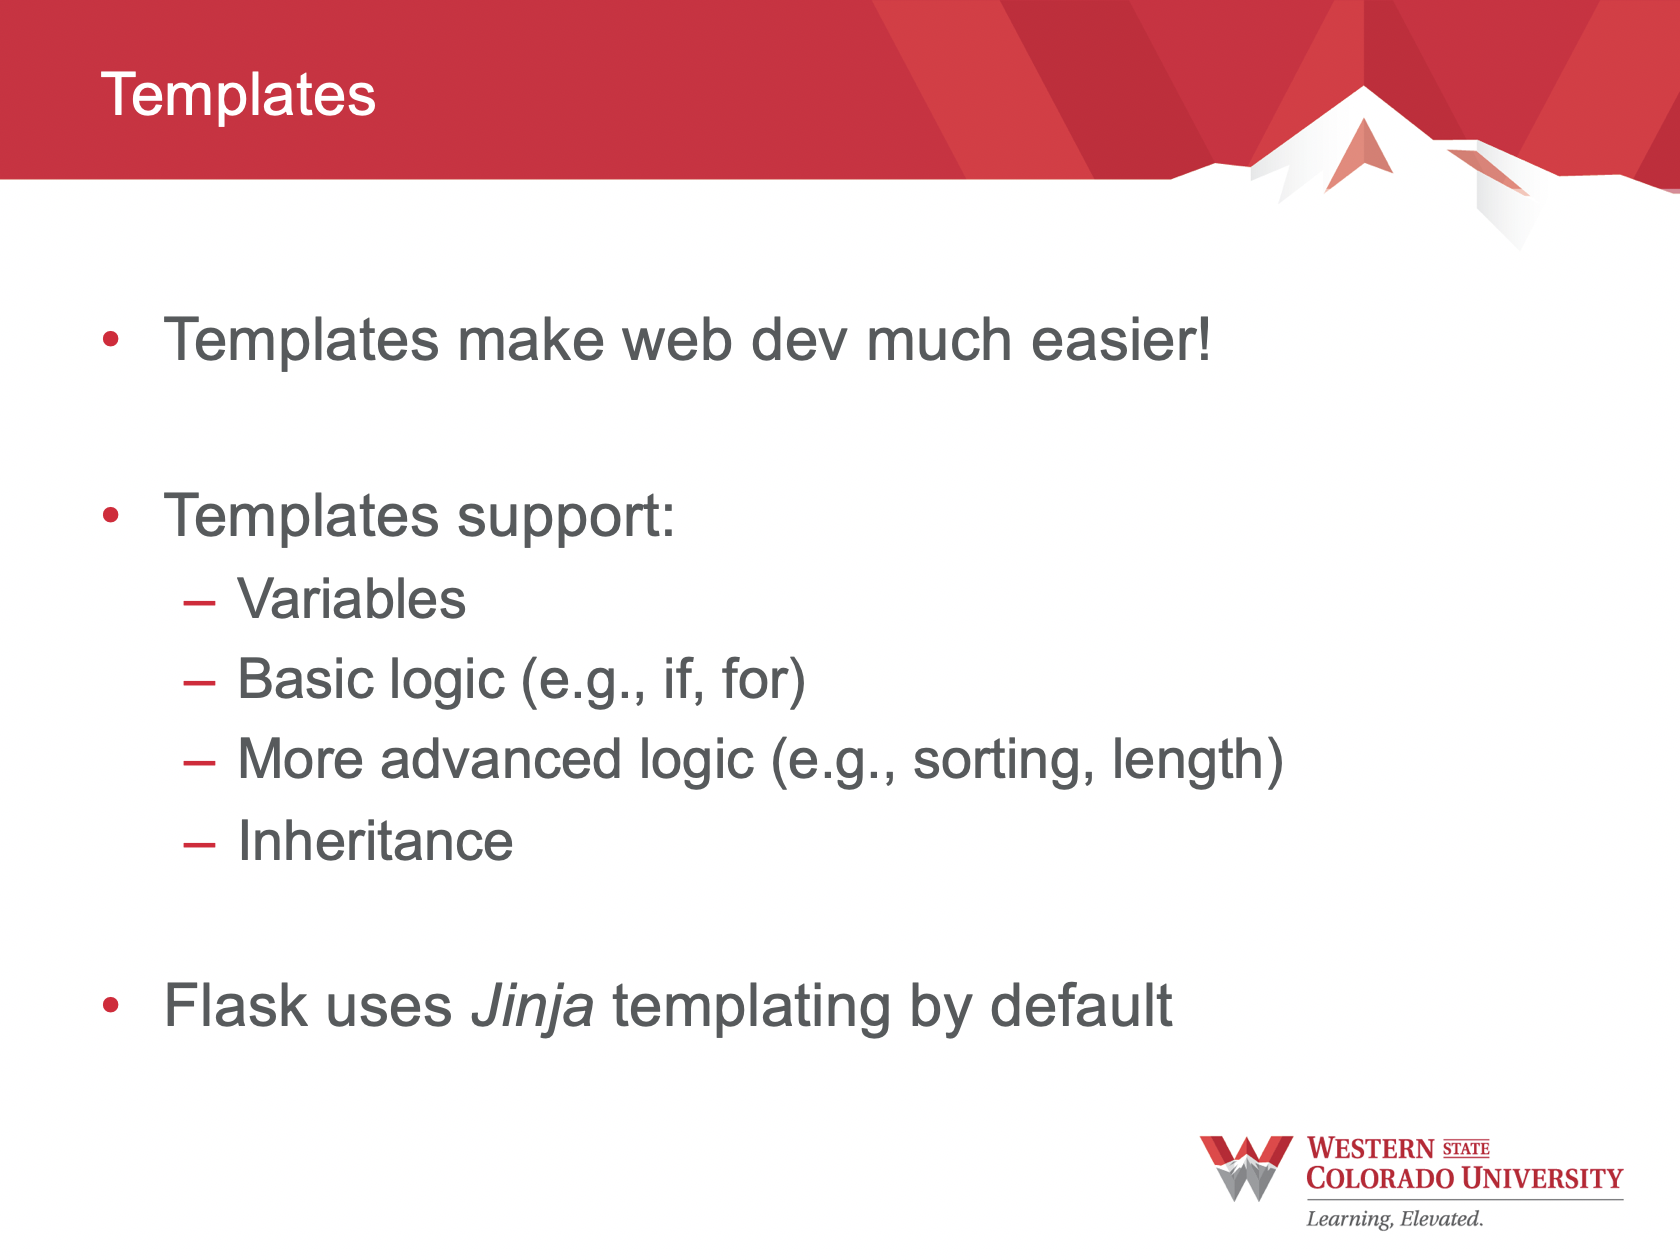 Templates
• Templates make web dev much easier!
• Templates support:
– Variables
– Basic logic (e.g., if, for)
– More advanced logic (e.g., sorting, length)
– Inheritance
• Flask uses Jinja templating by default
WESTERN STATE
COLORADO UNIVERSITY
Learning, Elevated.